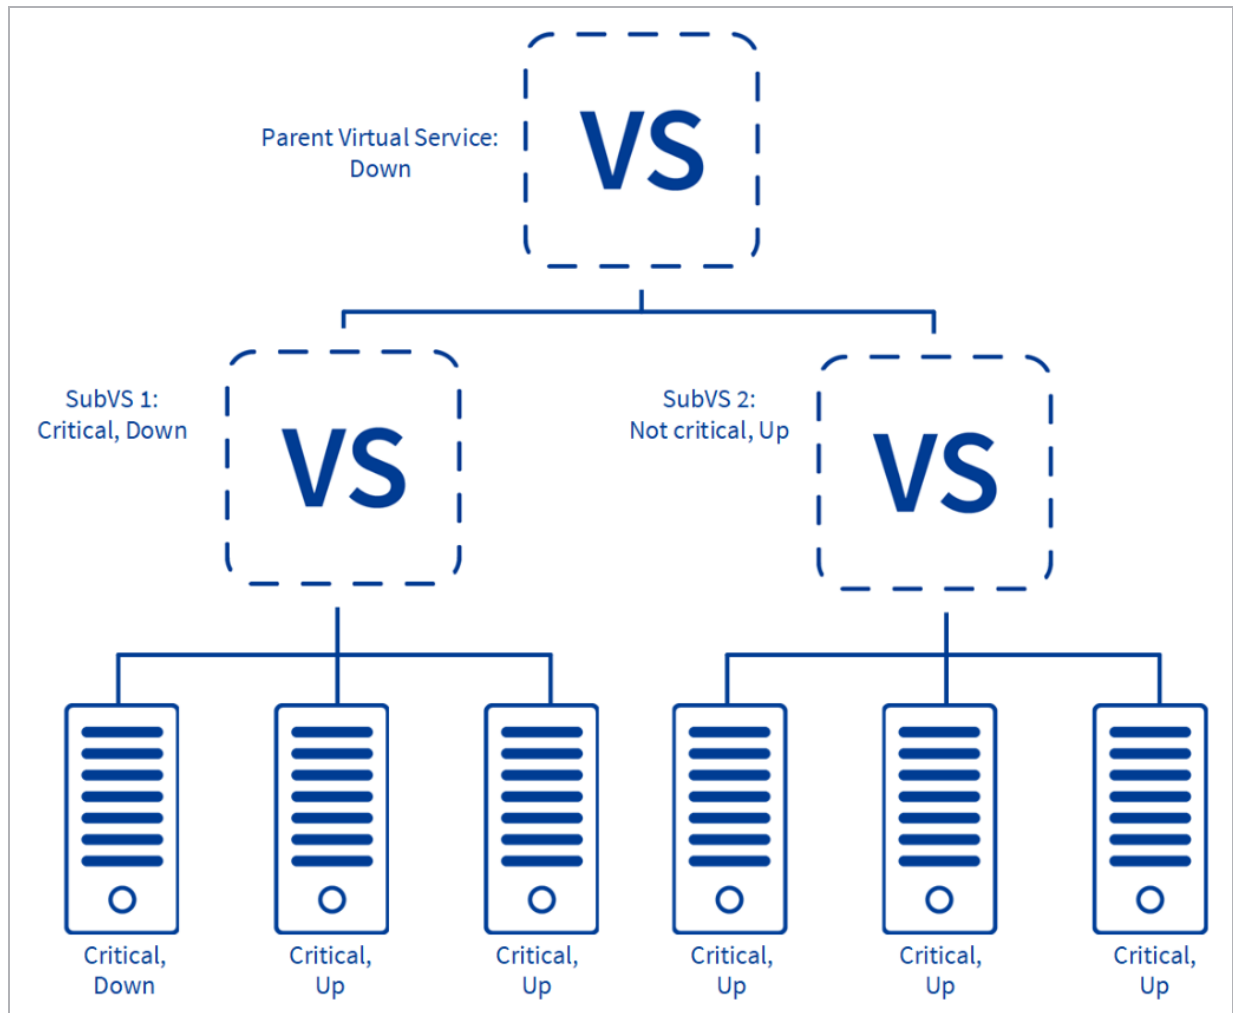 VS
Parent Virtual Service:
Down
SubVS 1:
Critical, Down
VS
SubVS 2:
Not critical, Up
VS
Critical,
Down
Critical,
Up
Critical,
Up
Critical,
Up
Critical,
Up
Critical,
Up